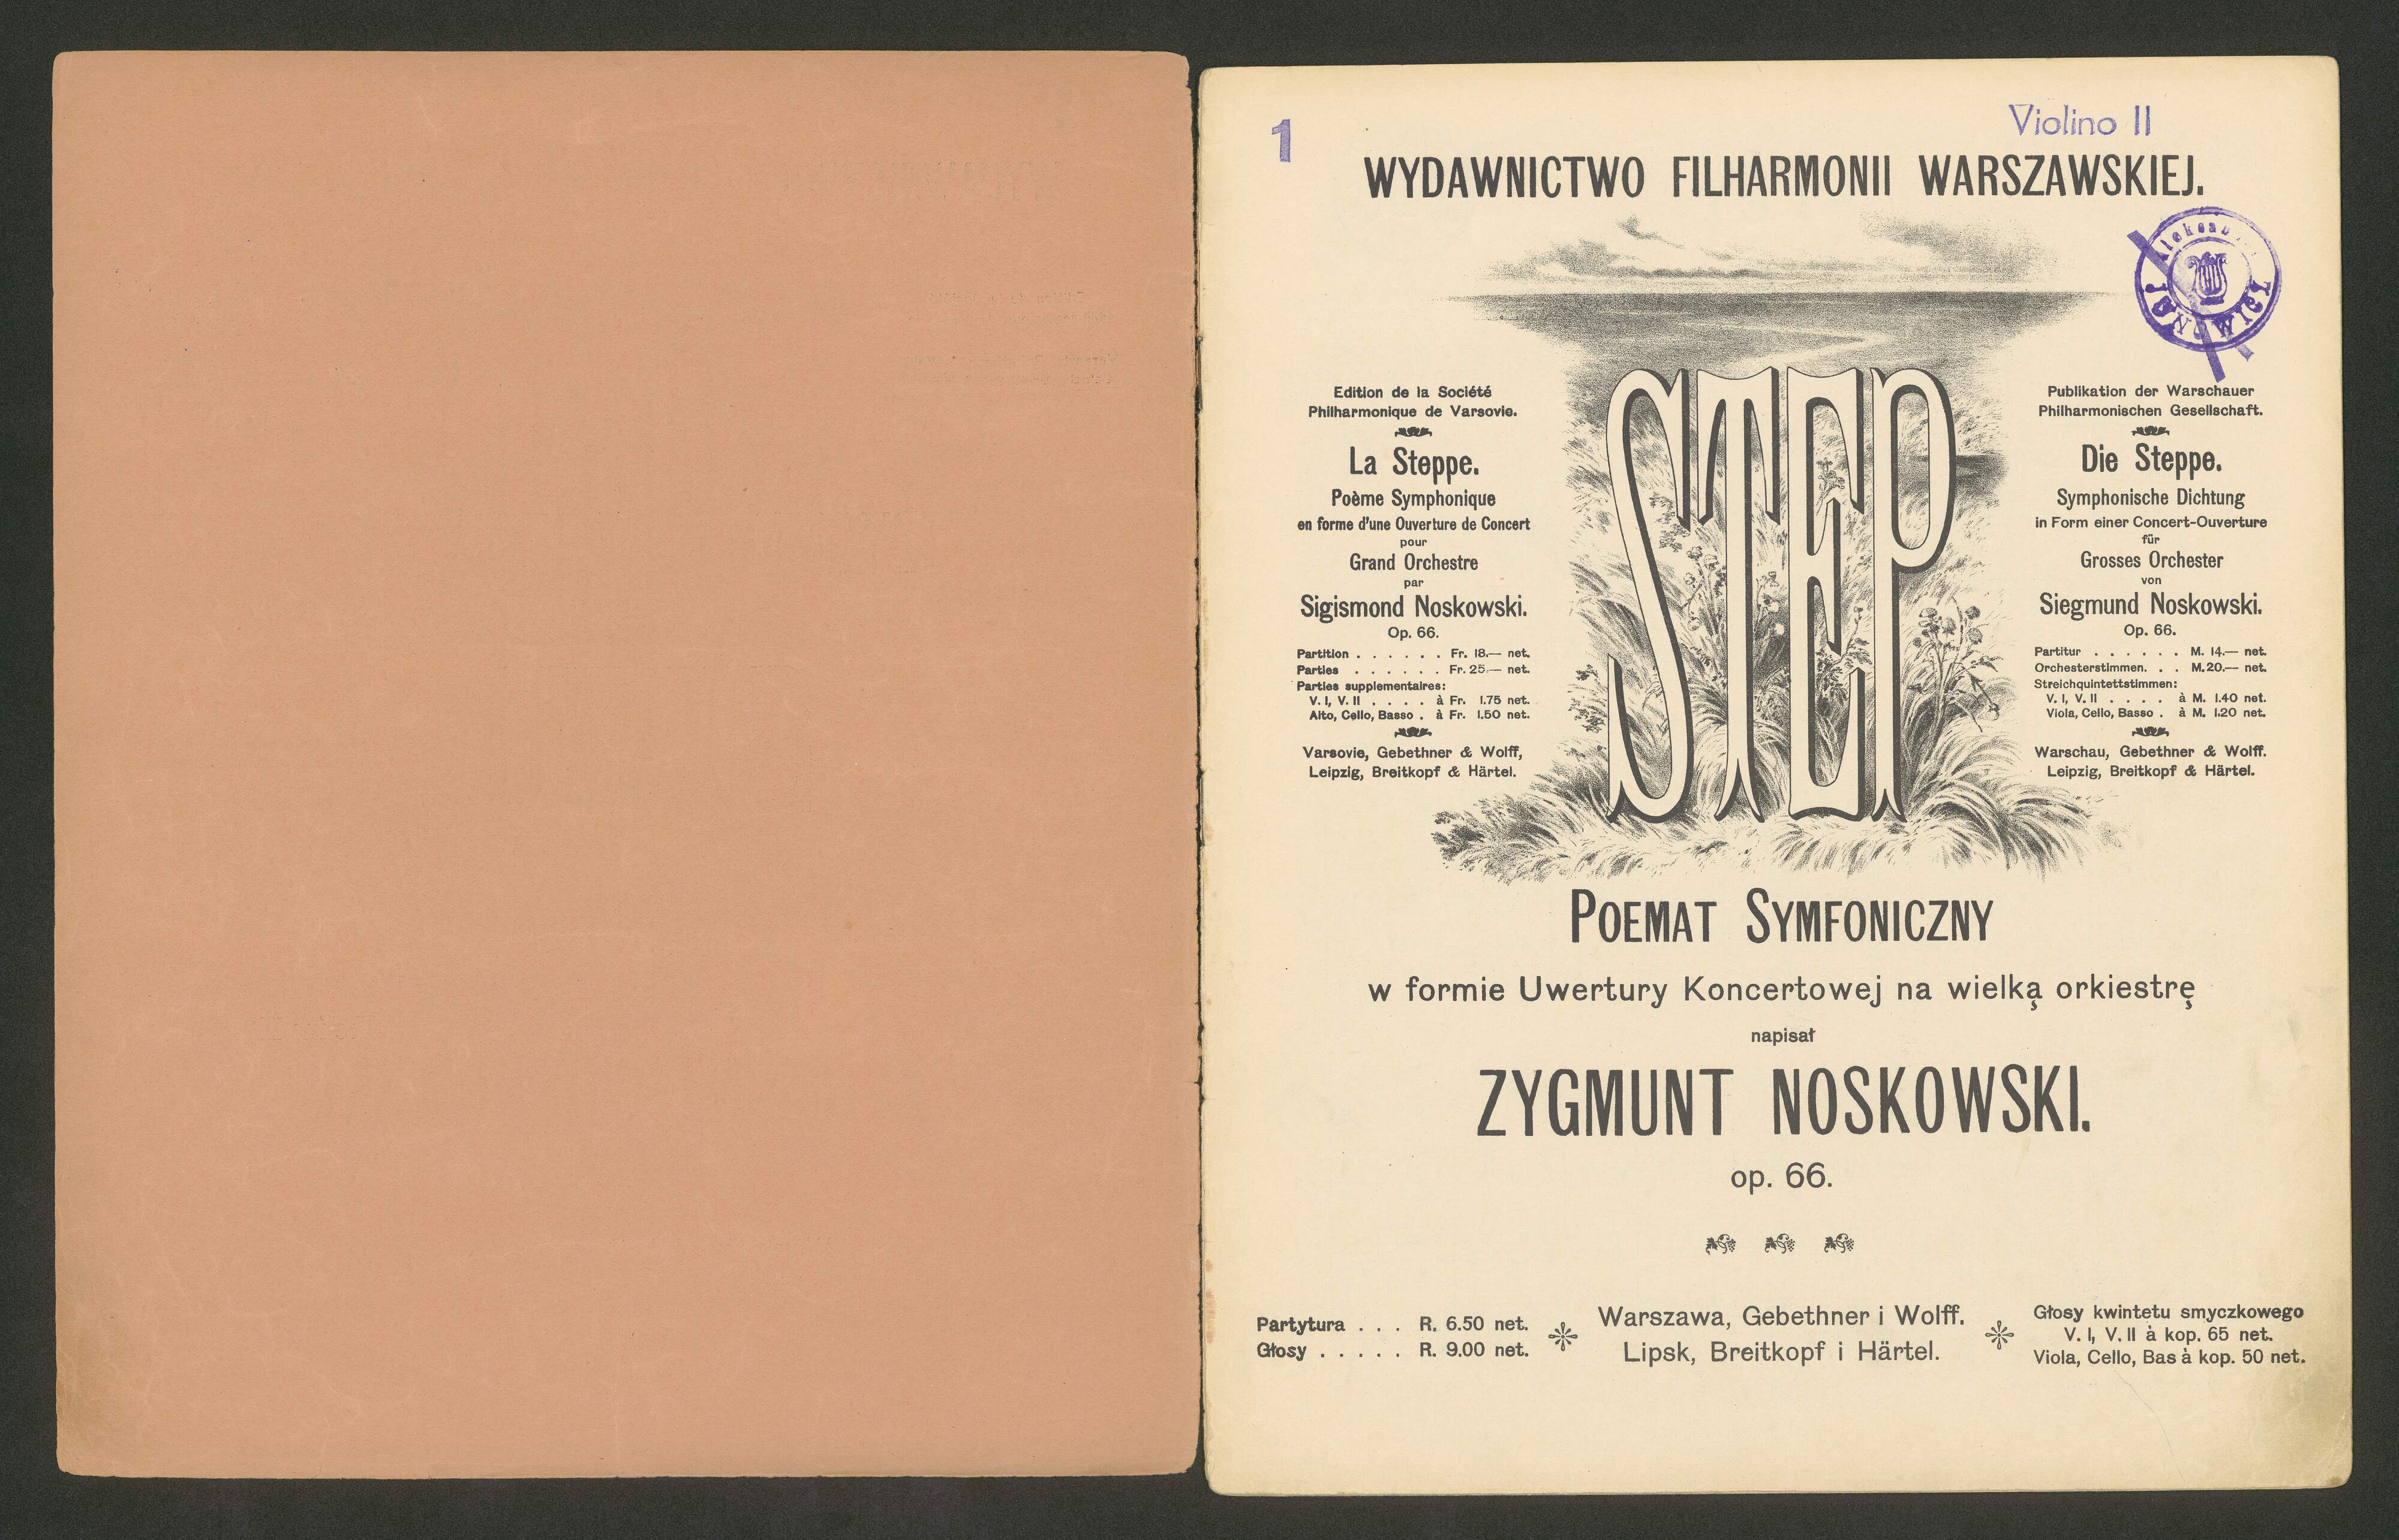 1
Violino II
WYDAWNICTWO FILHARMONII WARSZAWSKIEJ.
STEP
Edition de la Société
Philharmonique de Varsovie.
La Steppe.
Poème Symphonique
en forme d'une Ouverture de Concert
pour
Grand Orchestre
par
Sigismond Noskowski.
Op. 66.
Partition . . . . . . Fr. 18.— net.
Parties . . . . . . . Fr. 25.— net.
Parties supplementaires:
V. I, V. II . . . . à Fr. 1.75 net.
Alto, Cello, Basso . à Fr. 1.50 net.
Varsovie, Gebethner & Wolff,
Leipzig, Breitkopf & Härtel.
Publikation der Warschauer
Philharmonischen Gesellschaft.
Die Steppe.
Symphonische Dichtung
in Form einer Concert-Ouverture
für
Grosses Orchester
von
Siegmund Noskowski.
Op. 66.
Partitur . . . . . . M. 14.— net.
Orchesterstimmen. . . M. 20.— net.
Streichquintettstimmen:
V. I, V. II . . . . à M. 1.40 net.
Viola, Cello, Basso . à M. 1.20 net.
Warschau, Gebethner & Wolff.
Leipzig, Breitkopf & Härtel.
POEMAT SYMFONICZNY
w formie Uwertury Koncertowej na wielką orkiestrę
napisał
ZYGMUNT NOSKOWSKI.
op. 66.
Partytura . . . R. 6.50 net.
Głosy . . . . . R. 9.00 net.
Warszawa, Gebethner i Wolff.
Lipsk, Breitkopf i Härtel.
Głosy kwintetu smyczkowego
V. I, V. II à kop. 65 net.
Viola, Cello, Bas à kop. 50 net.